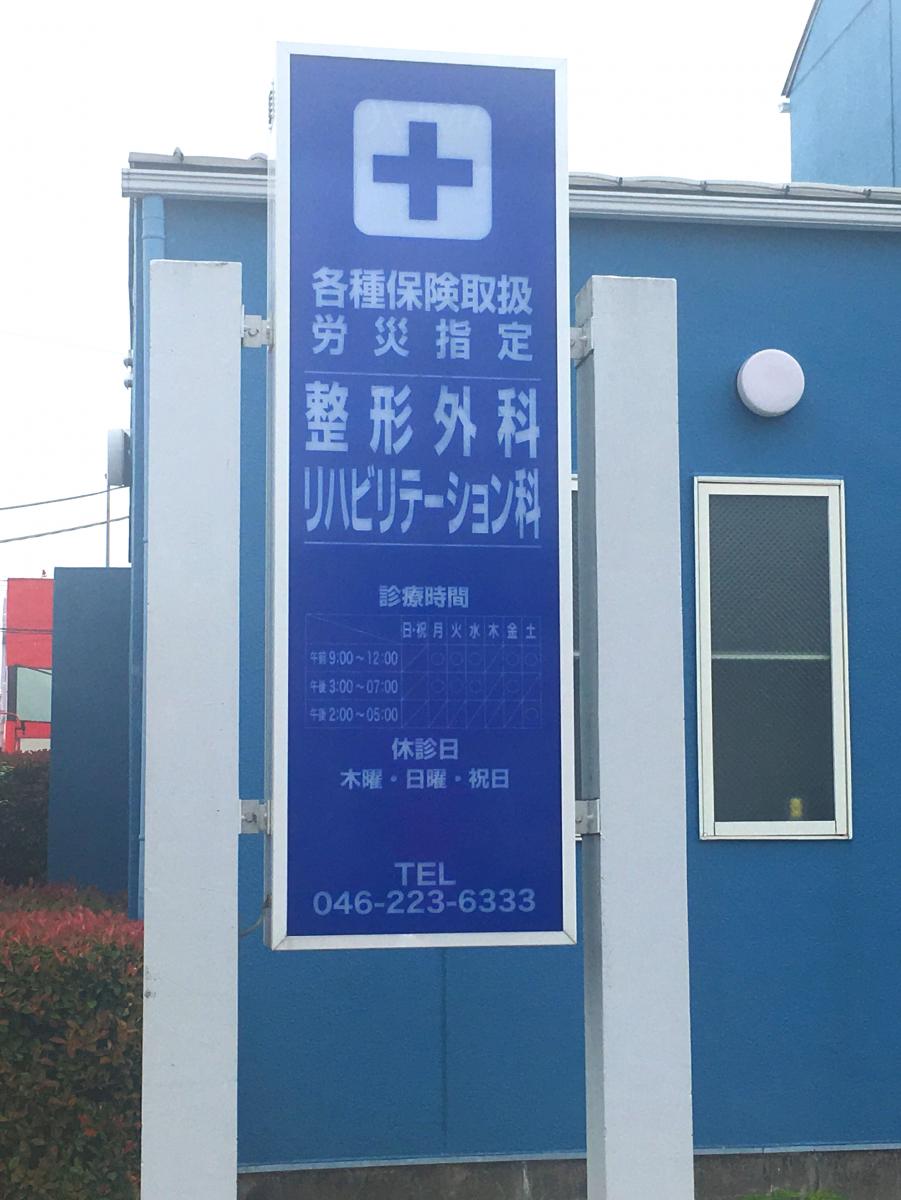 各種保険取扱
労災指定
整形外科
リハビリテーション科
診療時間
日・祝 月 火 水 木 金 土
午前 9:00～12:00
午後 3:00～07:00
午後 2:00～05:00
休診日
木曜・日曜・祝日
TEL
046-223-6333